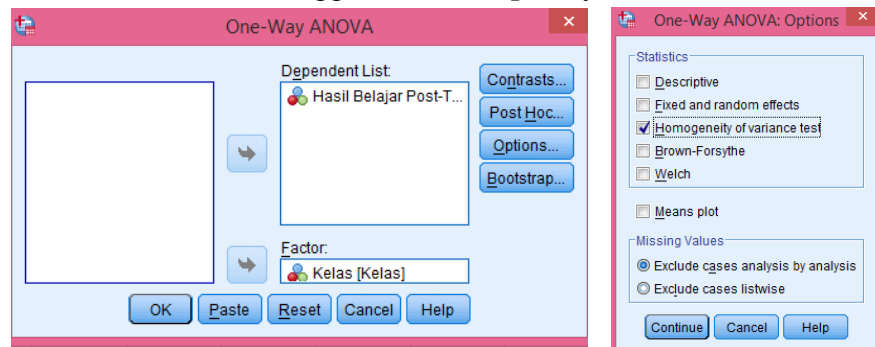 One-Way ANOVA
Dependent List:
Hasil Belajar Post-T...
Factor:
Kelas [Kelas]
Contrasts...
Post Hoc...
Options...
Bootstrap...
OK Paste Reset Cancel Help
One-Way ANOVA: Options
Statistics
Descriptive
Fixed and random effects
Homogeneity of variance test
Brown-Forsythe
Welch
Means plot
Missing Values
Exclude cases analysis by analysis
Exclude cases listwise
Continue Cancel Help